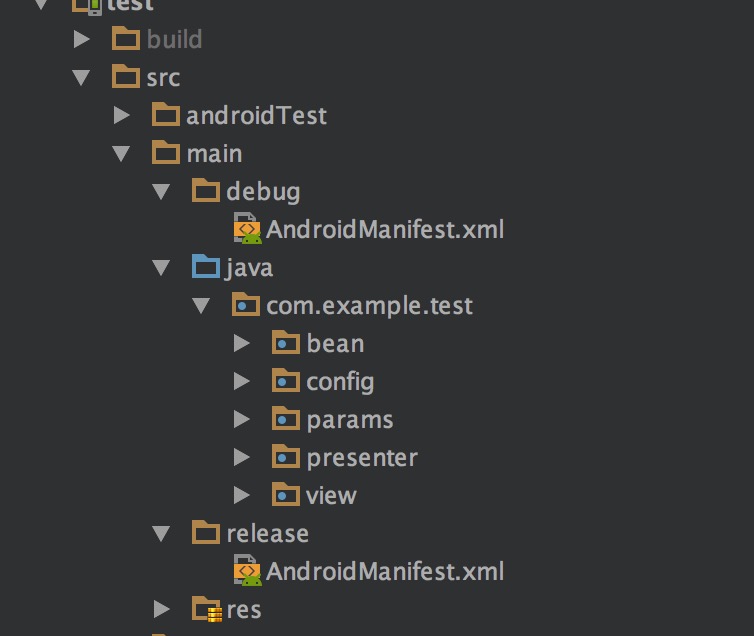 test
build
src
androidTest
main
debug
AndroidManifest.xml
java
com.example.test
bean
config
params
presenter
view
release
AndroidManifest.xml
res